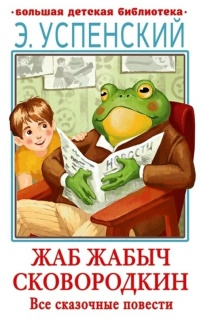 •большая детская библиотека•
Э. УСПЕНСКИЙ
НОВОСТИ
ЖАБ ЖАБЫЧ
СКОВОРОДКИН
Все сказочные повести